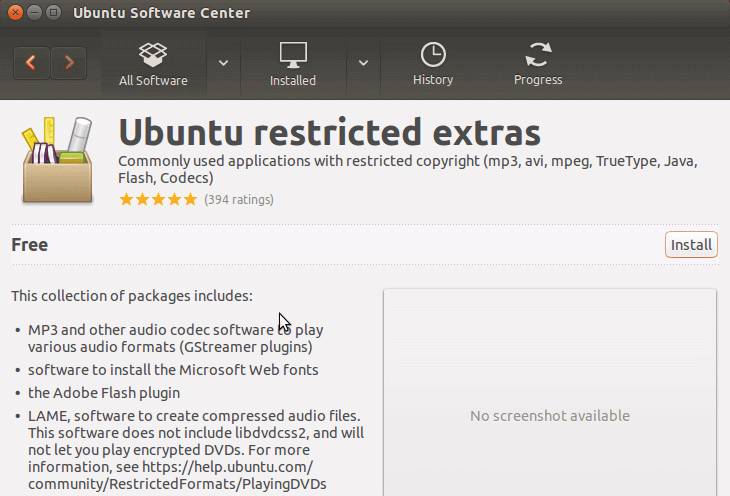 Ubuntu Software Center
All Software
Installed
History
Progress
Ubuntu restricted extras
Commonly used applications with restricted copyright (mp3, avi, mpeg, TrueType, Java,
Flash, Codecs)
(394 ratings)
Free
Install
This collection of packages includes:
• MP3 and other audio codec software to play
various audio formats (GStreamer plugins)
• software to install the Microsoft Web fonts
• the Adobe Flash plugin
• LAME, software to create compressed audio files.
This software does not include libdvdcss2, and will
not let you play encrypted DVDs. For more
information, see https://help.ubuntu.com/
community/RestrictedFormats/PlayingDVDs
No screenshot available